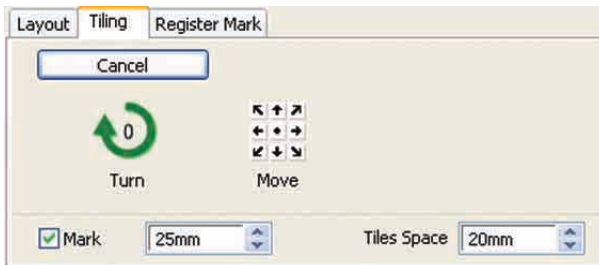 Layout Tiling Register Mark
Cancel
0
Turn Move
Mark 25mm Tiles Space 20mm